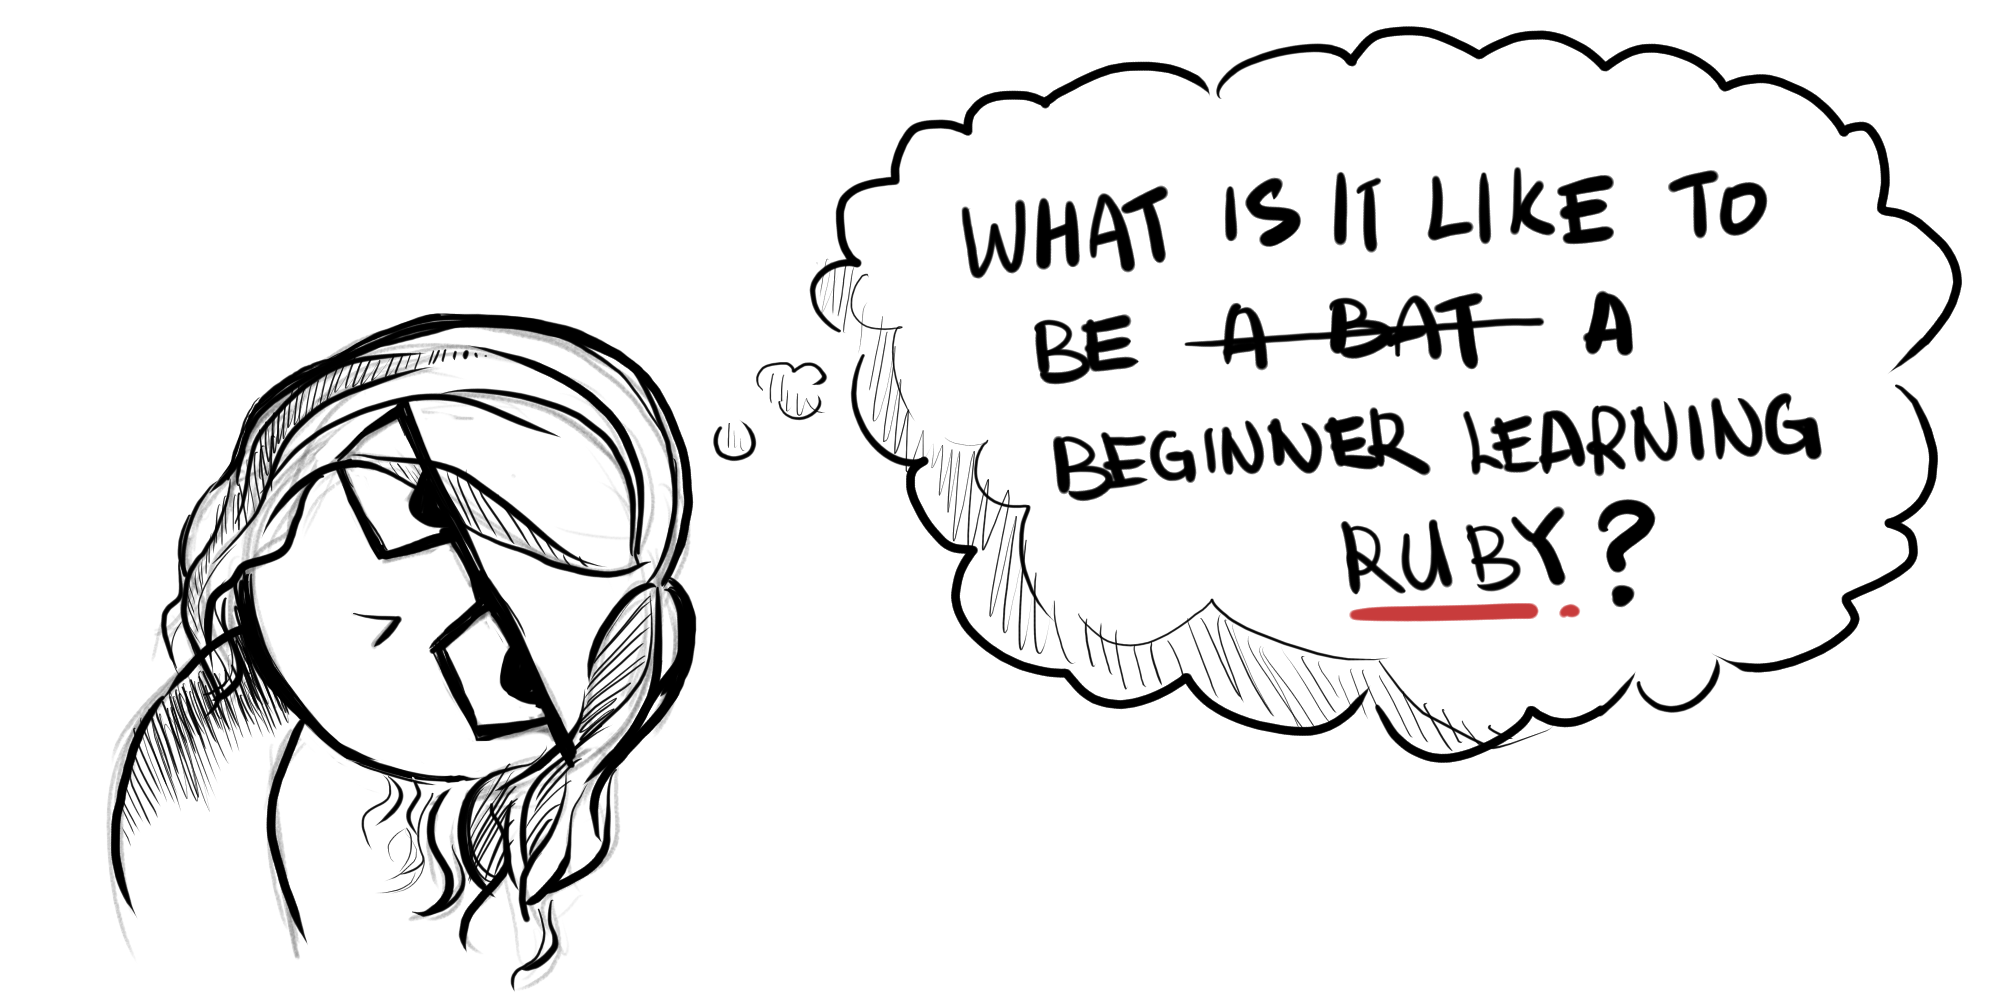 WHAT IS IT LIKE TO
BE A BAT A
BEGINNER LEARNING
RUBY?